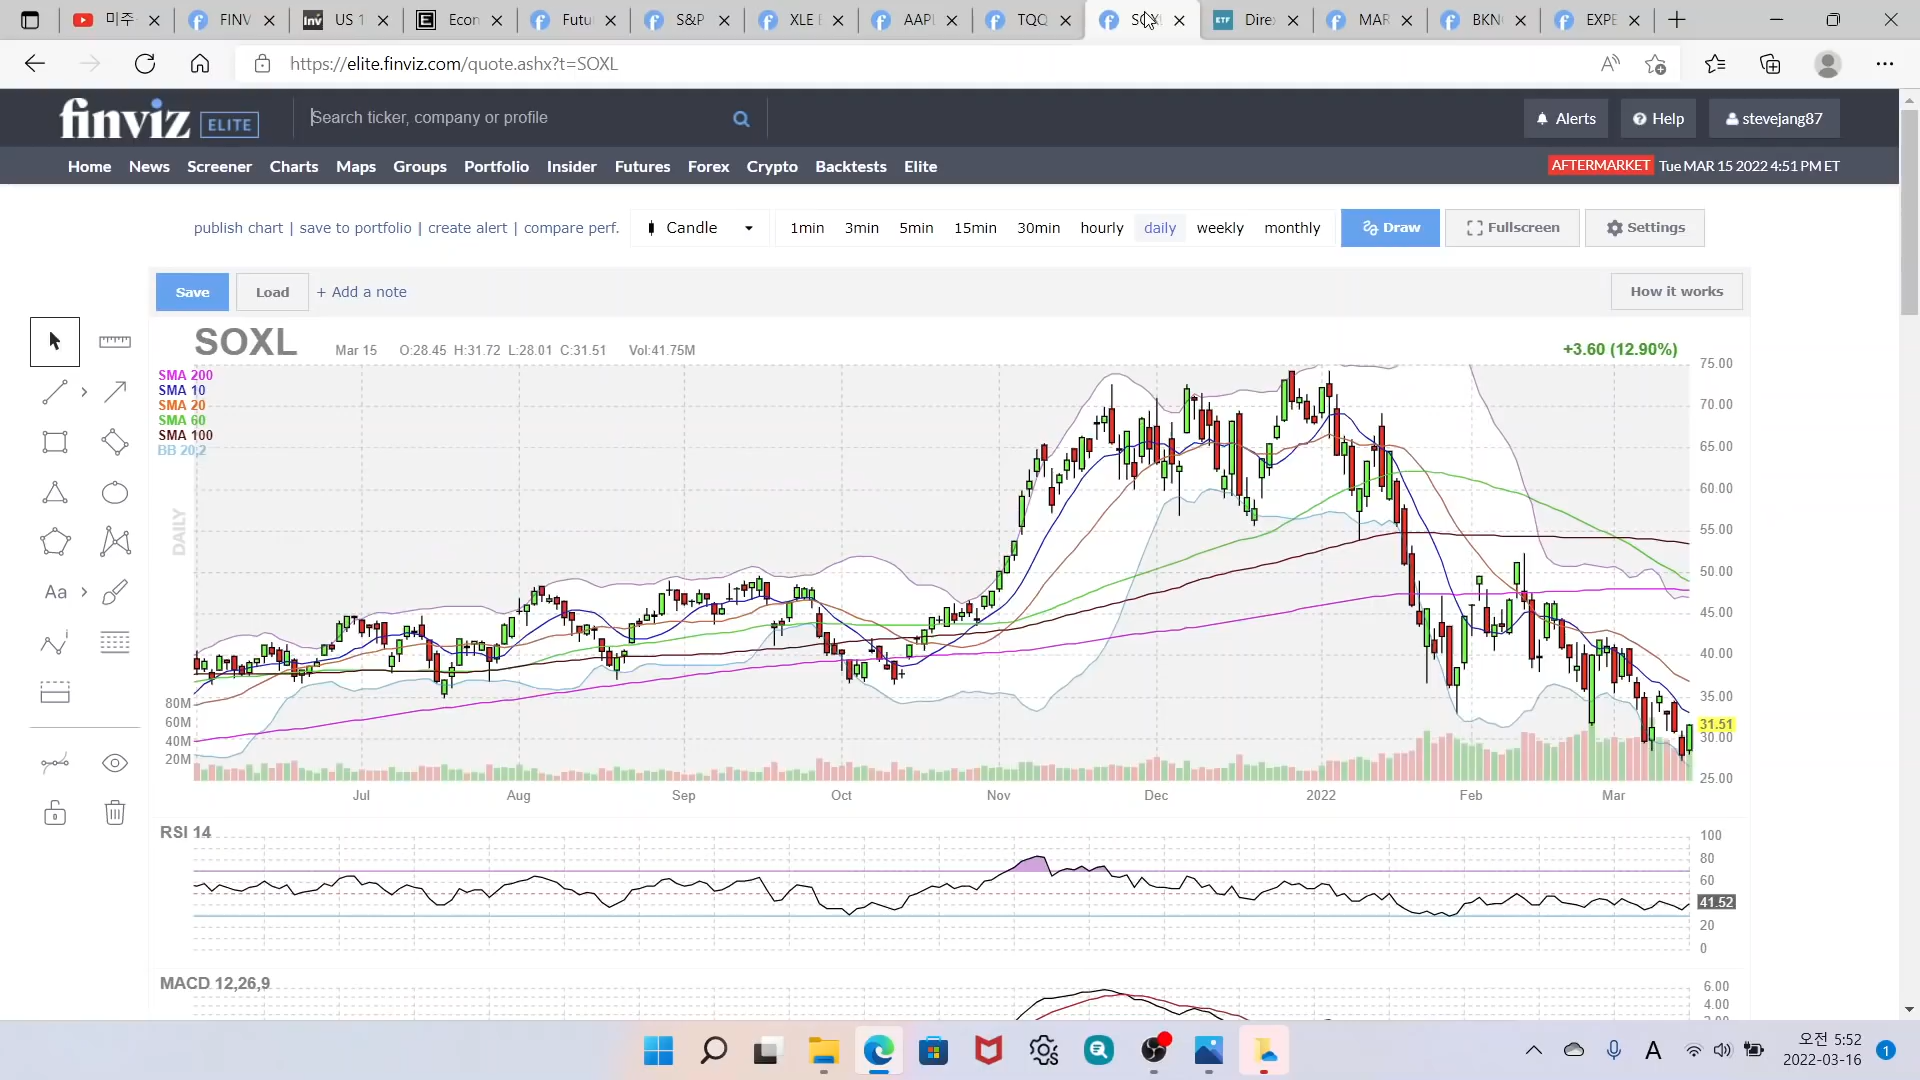 미주 FINV US 1 Econ Futu S&P XLE AAPL TQQ Dire MAR BKN EXPE
https://elite.finviz.com/quote.ashx?t=SOXL
finviz ELITE Search ticker, company or profile Alerts Help stevejang87
Home News Screener Charts Maps Groups Portfolio Insider Futures Forex Crypto Backtests Elite AFTERMARKET Tue MAR 15 2022 4:51 PM ET
publish chart | save to portfolio | create alert | compare perf. Candle 1min 3min 5min 15min 30min hourly daily weekly monthly Draw Fullscreen Settings
Save Load + Add a note How it works
SOXL Mar 15 O:28.45 H:31.72 L:28.01 C:31.51 Vol:41.75M +3.60 (12.90%)
SMA 200
SMA 10
SMA 20
SMA 60
SMA 100
BB 20,2
DAILY
Aa
75.00
70.00
65.00
60.00
55.00
50.00
45.00
40.00
35.00
31.51
30.00
25.00
80M
60M
40M
20M
Jul Aug Sep Oct Nov Dec 2022 Feb Mar
RSI 14
100
80
60
41.52
20
0
MACD 12,26,9
6.00
4.00
A
오전 5:52
2022-03-16
1